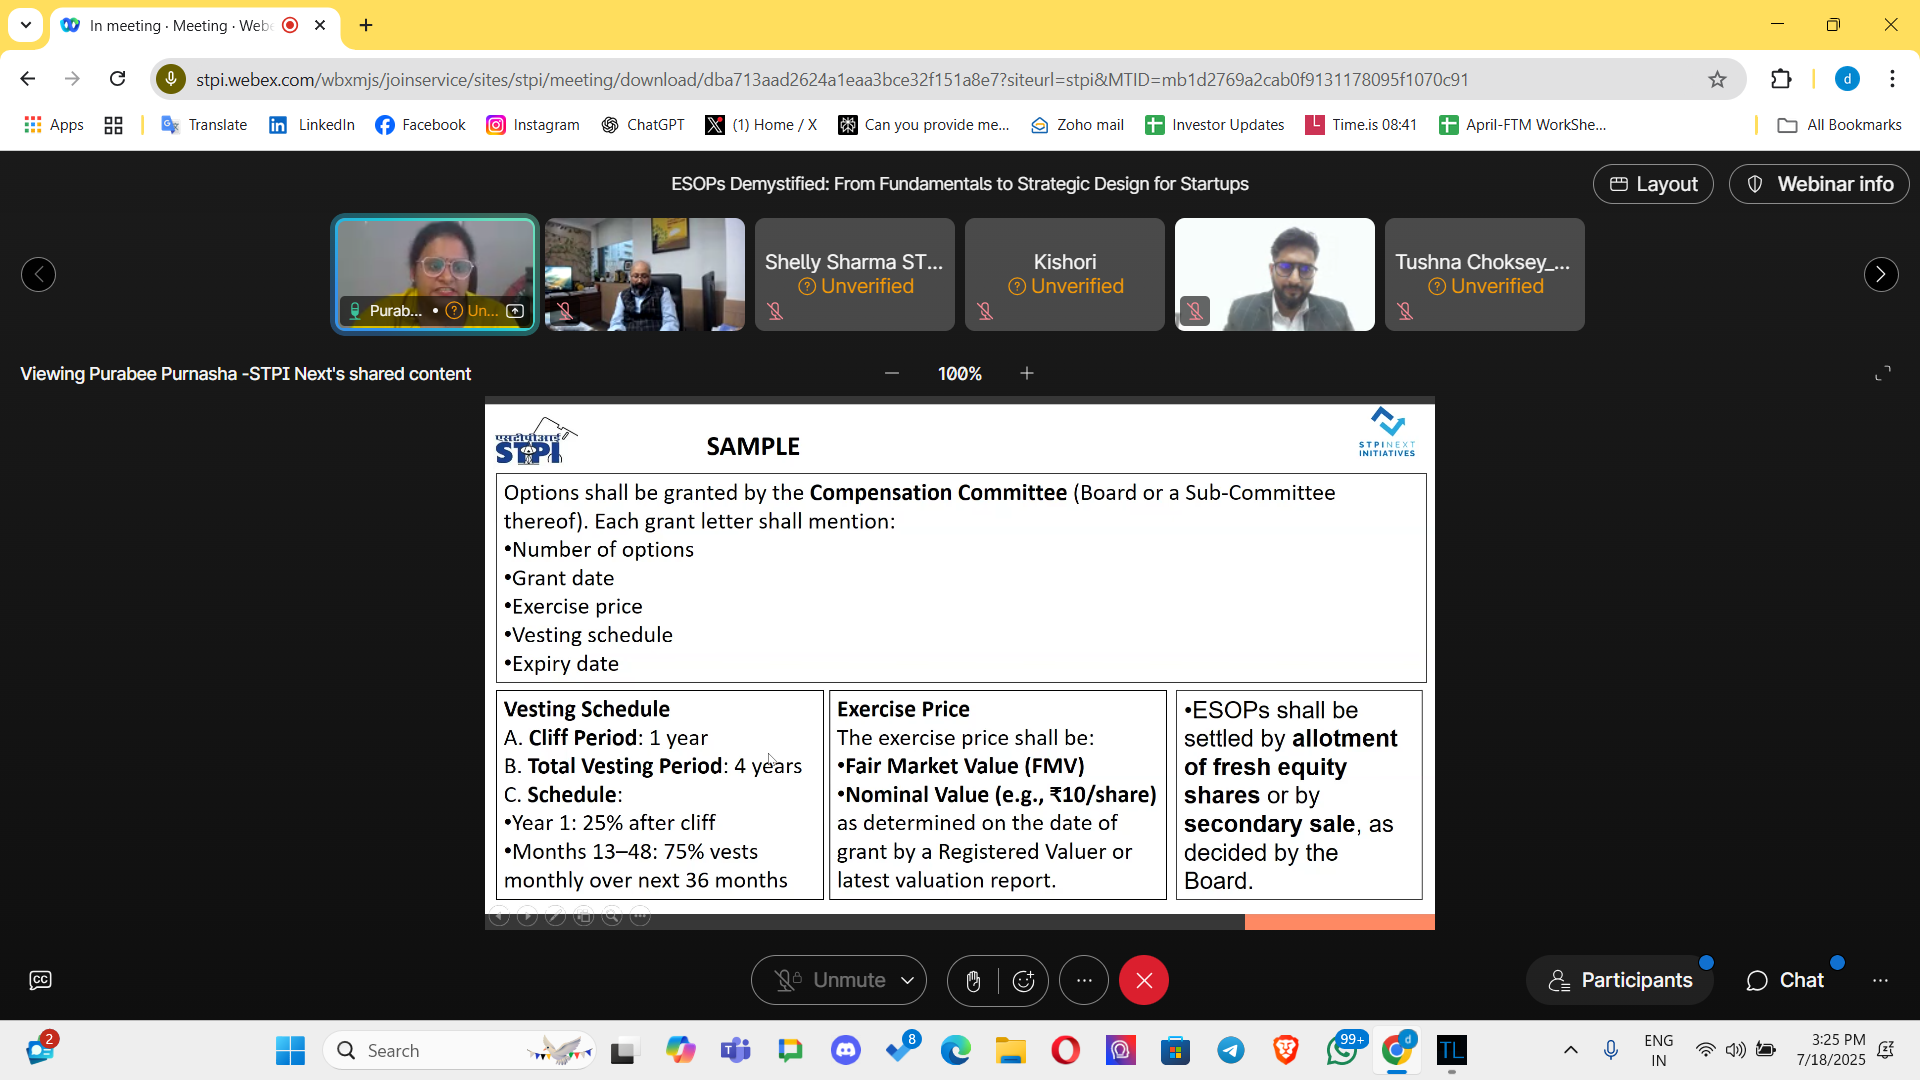 In meeting · Meeting · Web
stpi.webex.com/wbxmjs/joinservice/sites/stpi/meeting/download/dba713aad2624a1eaa3bce32f151a8e7?siteurl=stpi&MTID=mb1d2769a2cab0f9131178095f1070c91
d
Apps
Translate
LinkedIn
Facebook
Instagram
ChatGPT
(1) Home / X
Can you provide me...
Zoho mail
Investor Updates
Time.is 08:41
April-FTM WorkShe...
All Bookmarks
ESOPs Demystified: From Fundamentals to Strategic Design for Startups
Layout
Webinar info
Purab... • Un...
Shelly Sharma ST...
Unverified
Kishori
Unverified
Tushna Choksey_...
Unverified
Viewing Purabee Purnasha -STPI Next's shared content
100%
STPI
SAMPLE
STPINEXT
INITIATIVES
Options shall be granted by the Compensation Committee (Board or a Sub-Committee
thereof). Each grant letter shall mention:
•Number of options
•Grant date
•Exercise price
•Vesting schedule
•Expiry date
Vesting Schedule
A. Cliff Period: 1 year
B. Total Vesting Period: 4 years
C. Schedule:
•Year 1: 25% after cliff
•Months 13–48: 75% vests
monthly over next 36 months
Exercise Price
The exercise price shall be:
•Fair Market Value (FMV)
•Nominal Value (e.g., ₹10/share)
as determined on the date of
grant by a Registered Valuer or
latest valuation report.
•ESOPs shall be
settled by allotment
of fresh equity
shares or by
secondary sale, as
decided by the
Board.
CC
Unmute
Participants
Chat
2
Search
8
99+
d
TL
ENG
IN
3:25 PM
7/18/2025